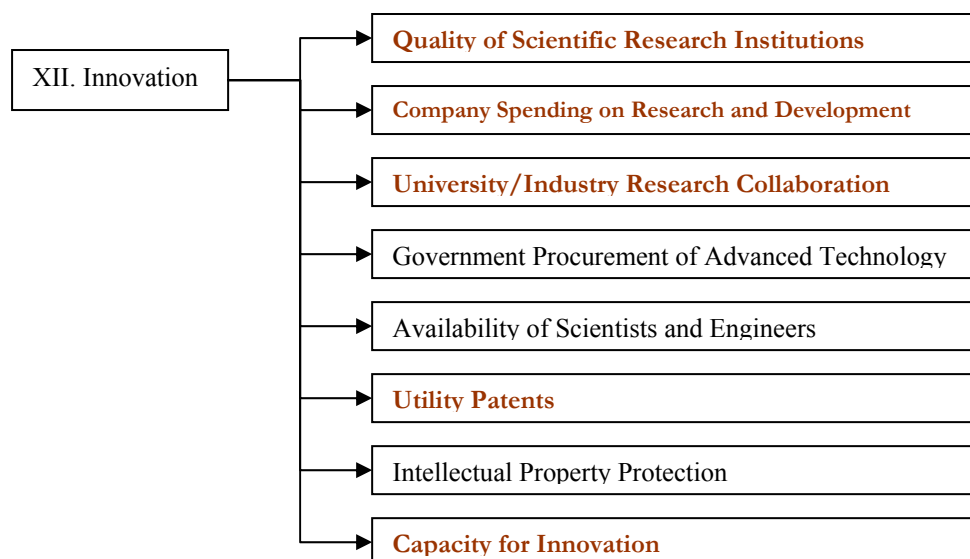 XII. Innovation
Quality of Scientific Research Institutions
Company Spending on Research and Development
University/Industry Research Collaboration
Government Procurement of Advanced Technology
Availability of Scientists and Engineers
Utility Patents
Intellectual Property Protection
Capacity for Innovation